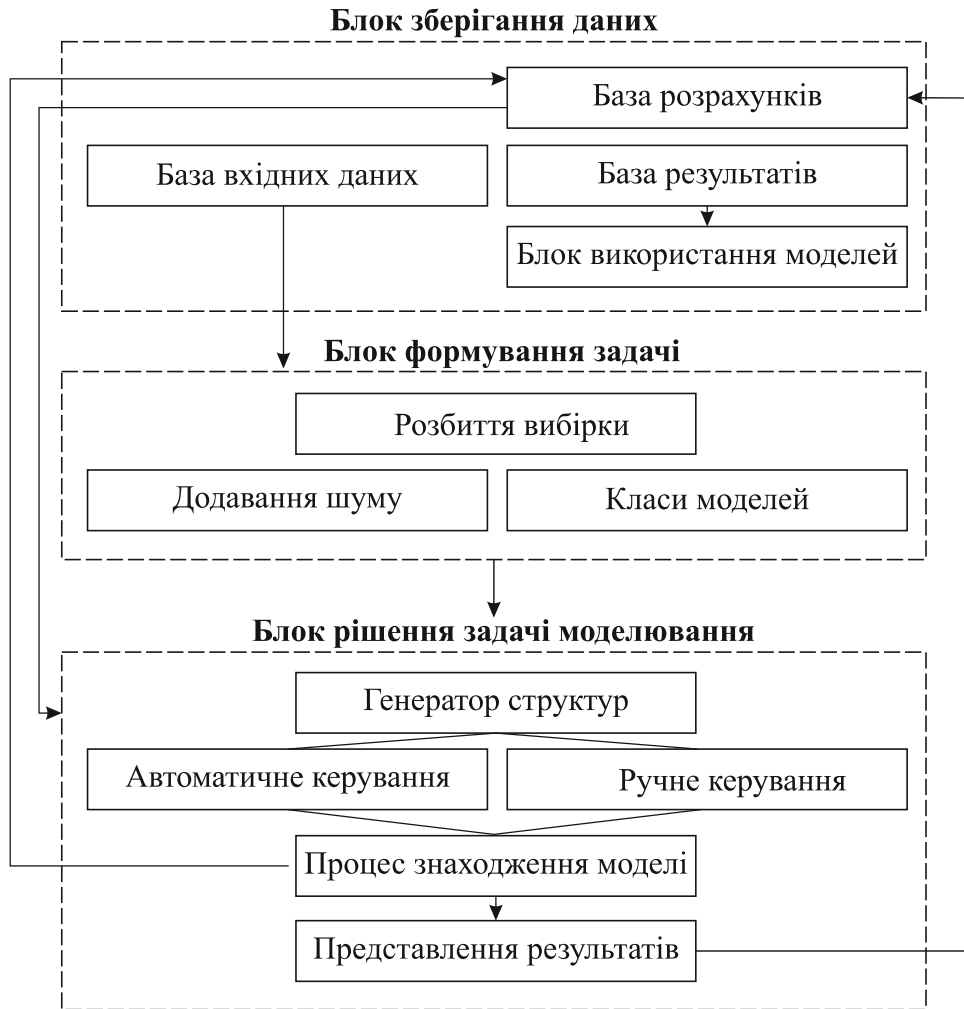 Блок зберігання даних
База розрахунків
База вхідних даних
База результатів
Блок використання моделей
Блок формування задачі
Розбиття вибірки
Додавання шуму
Класи моделей
Блок рішення задачі моделювання
Генератор структур
Автоматичне керування
Ручне керування
Процес знаходження моделі
Представлення результатів